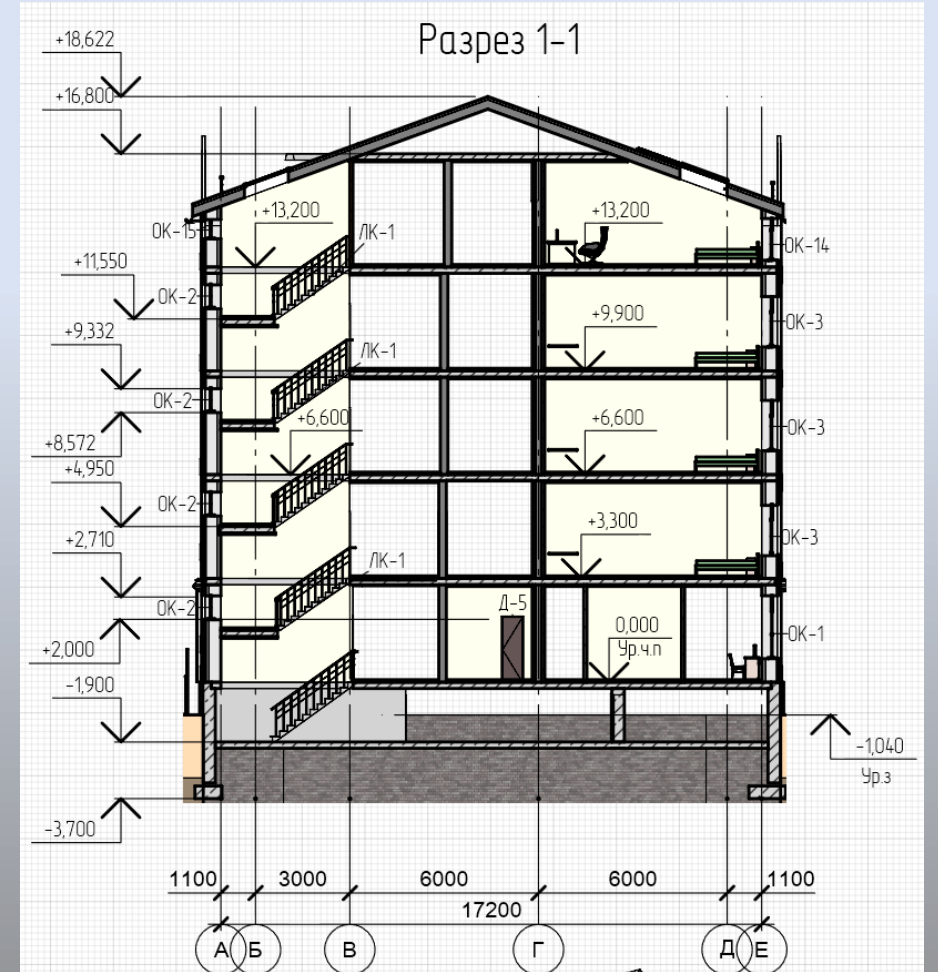 Разрез 1-1
+18,622
+16,800
+13,200
+13,200
ОК-15
ЛК-1
ОК-14
+11,550
ОК-2
+9,900
ОК-3
+9,332
ЛК-1
ОК-2
+8,572
+6,600
+6,600
ОК-3
+4,950
ОК-2
+3,300
ОК-3
+2,710
ЛК-1
ОК-2
Д-5
0,000
Ур.ч.п
ОК-1
+2,000
-1,900
-1,040
Ур.з
-3,700
1100 3000 6000 6000 1100
17200
А Б В Г Д Е